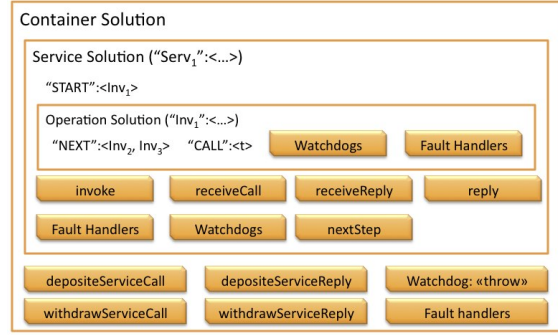 Container Solution
Service Solution (“Serv₁”:<...>)
“START”:<Inv₁>
Operation Solution (“Inv₁”:<...>)
“NEXT”:<Inv₂, Inv₃> “CALL”:<t> Watchdogs Fault Handlers
invoke receiveCall receiveReply reply
Fault Handlers Watchdogs nextStep
depositeServiceCall depositeServiceReply Watchdog: «throw»
withdrawServiceCall withdrawServiceReply Fault handlers